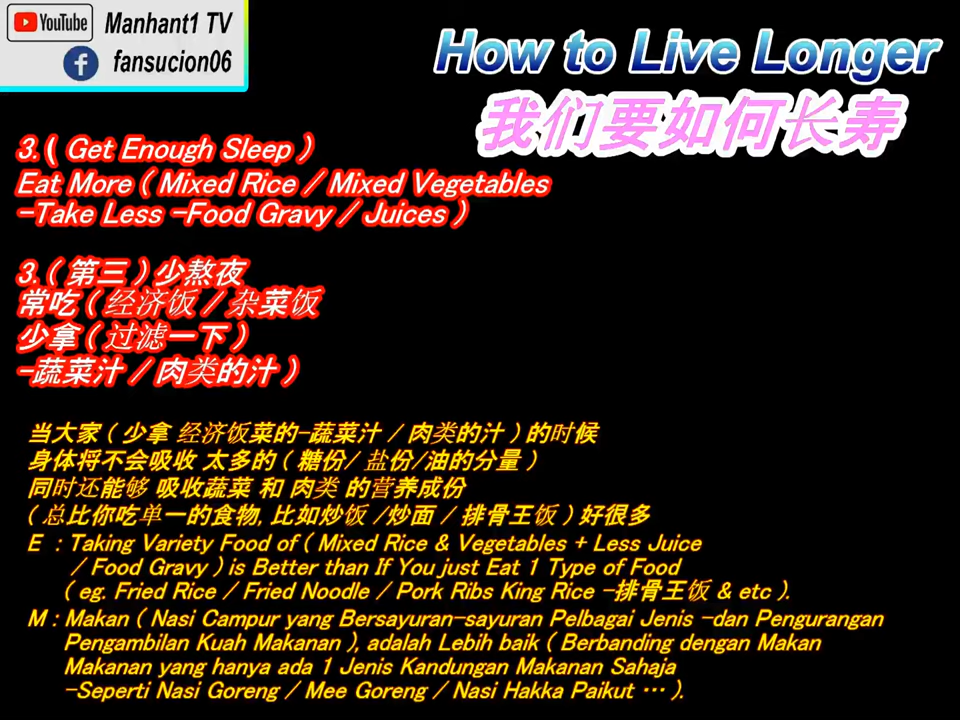 YouTube Manhant1 TV
fansucion06
How to Live Longer
我们要如何长寿
3. ( Get Enough Sleep )
Eat More ( Mixed Rice / Mixed Vegetables
-Take Less -Food Gravy / Juices )
3. ( 第三 ) 少熬夜
常吃 ( 经济饭 / 杂菜饭
少拿 ( 过滤一下 )
-蔬菜汁 / 肉类的汁 )
当大家 ( 少拿 经济饭菜的-蔬菜汁 / 肉类的汁 ) 的时候
身体将不会吸收 太多的 ( 糖份/ 盐份/油的分量 )
同时还能够 吸收蔬菜 和 肉类 的营养成份
( 总比你吃单一的食物, 比如炒饭 /炒面 / 排骨王饭 ) 好很多
E : Taking Variety Food of ( Mixed Rice & Vegetables + Less Juice
/ Food Gravy ) is Better than If You just Eat 1 Type of Food
( eg. Fried Rice / Fried Noodle / Pork Ribs King Rice -排骨王饭 & etc ).
M : Makan ( Nasi Campur yang Bersayuran-sayuran Pelbagai Jenis -dan Pengurangan
Pengambilan Kuah Makanan ), adalah Lebih baik ( Berbanding dengan Makan
Makanan yang hanya ada 1 Jenis Kandungan Makanan Sahaja
-Seperti Nasi Goreng / Mee Goreng / Nasi Hakka Paikut ... ).